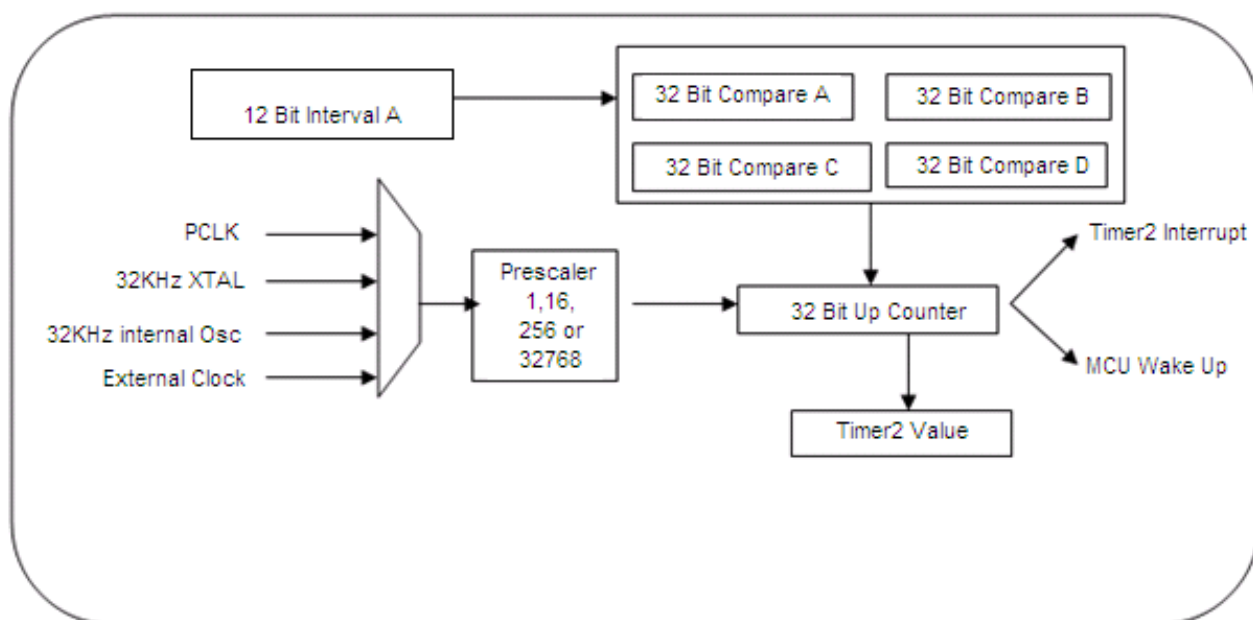 12 Bit Interval A
32 Bit Compare A
32 Bit Compare B
32 Bit Compare C
32 Bit Compare D
PCLK
32KHz XTAL
32KHz internal Osc
External Clock
Prescaler
1,16,
256 or
32768
32 Bit Up Counter
Timer2 Interrupt
MCU Wake Up
Timer2 Value